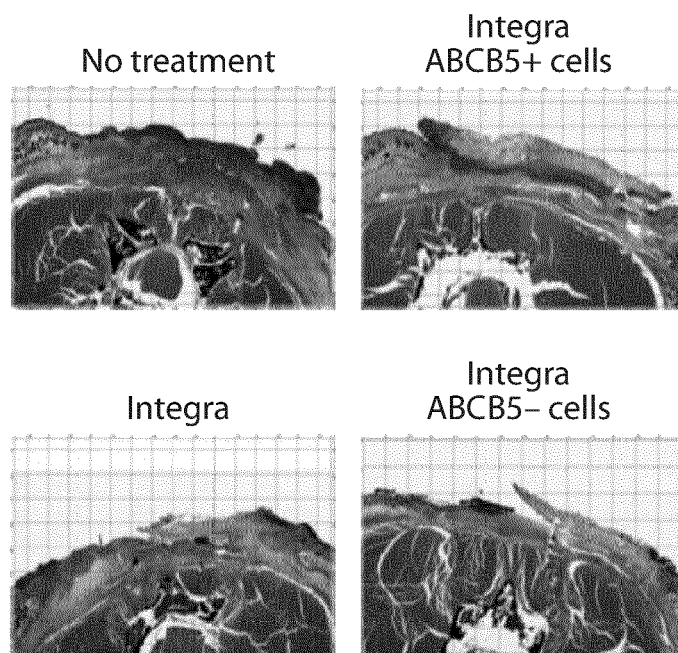 No treatment
Integra
ABCB5+ cells
Integra
Integra
ABCB5– cells